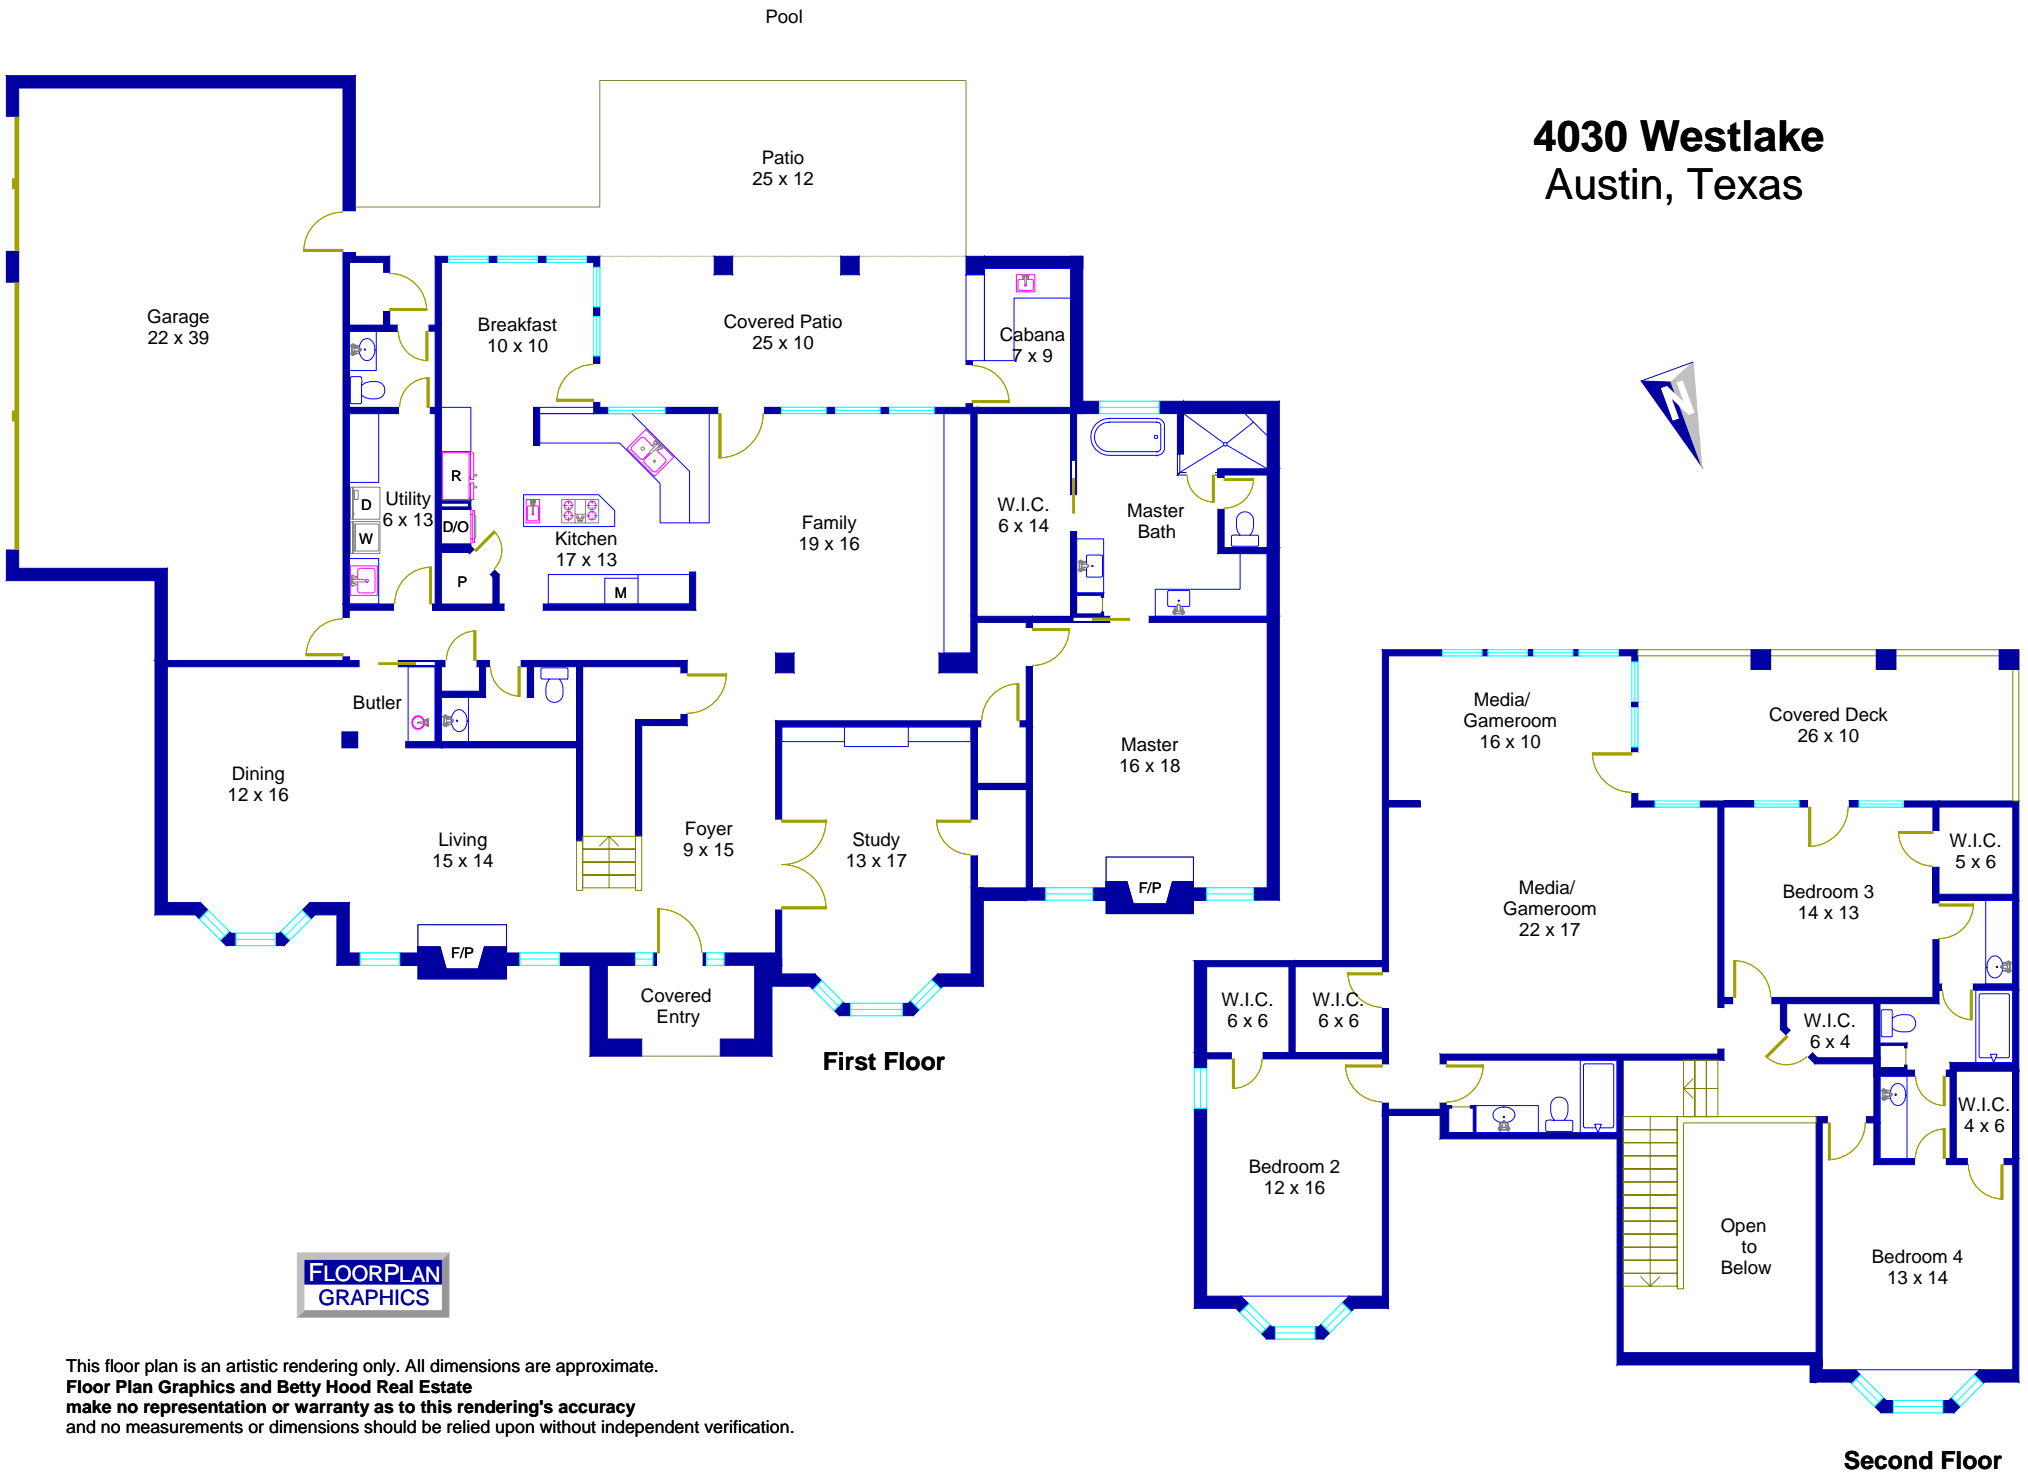 Pool
4030 Westlake
Austin, Texas
Patio
25 x 12
Garage
22 x 39
Breakfast
10 x 10
Covered Patio
25 x 10
Cabana
7 x 9
N
R
D
Utility
6 x 13
W
D/O
P
Kitchen
17 x 13
M
Family
19 x 16
W.I.C.
6 x 14
Master
Bath
Butler
Dining
12 x 16
Living
15 x 14
F/P
Foyer
9 x 15
Study
13 x 17
Master
16 x 18
F/P
Covered
Entry
First Floor
Media/
Gameroom
16 x 10
Covered Deck
26 x 10
Media/
Gameroom
22 x 17
Bedroom 3
14 x 13
W.I.C.
5 x 6
W.I.C.
6 x 6
W.I.C.
6 x 6
W.I.C.
6 x 4
W.I.C.
4 x 6
Bedroom 2
12 x 16
Open
to
Below
Bedroom 4
13 x 14
Second Floor
FLOORPLAN
GRAPHICS
This floor plan is an artistic rendering only. All dimensions are approximate.
Floor Plan Graphics and Betty Hood Real Estate
make no representation or warranty as to this rendering's accuracy
and no measurements or dimensions should be relied upon without independent verification.